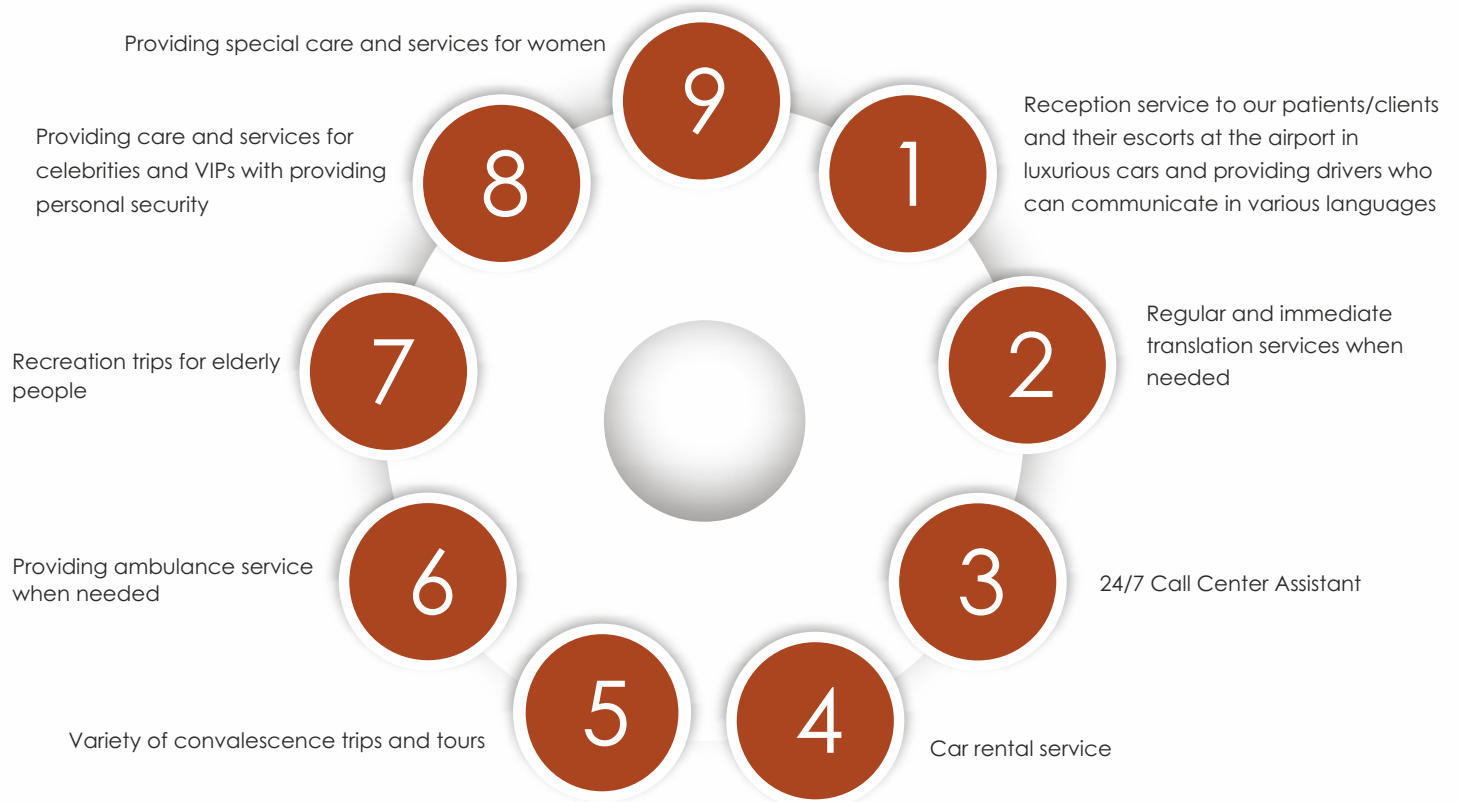 9
Providing special care and services for women
1
Reception service to our patients/clients
and their escorts at the airport in
luxurious cars and providing drivers who
can communicate in various languages
2
Regular and immediate
translation services when
needed
3
24/7 Call Center Assistant
4
Car rental service
5
Variety of convalescence trips and tours
6
Providing ambulance service
when needed
7
Recreation trips for elderly
people
8
Providing care and services for
celebrities and VIPs with providing
personal security